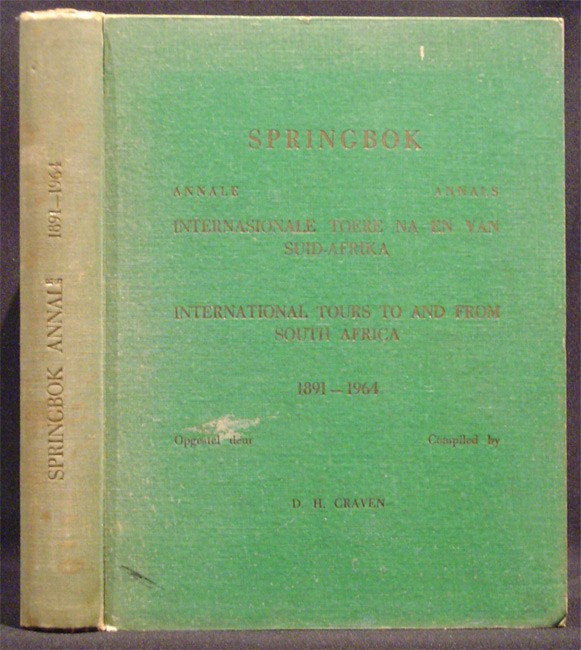 SPRINGBOK
ANNALE ANNALS
INTERNASIONALE TOERE NA EN VAN
SUID-AFRIKA
INTERNATIONAL TOURS TO AND FROM
SOUTH AFRICA
1891—1964
Opgestel deur Compiled by
D. H. CRAVEN
SPRINGBOK ANNALE 1891—1964